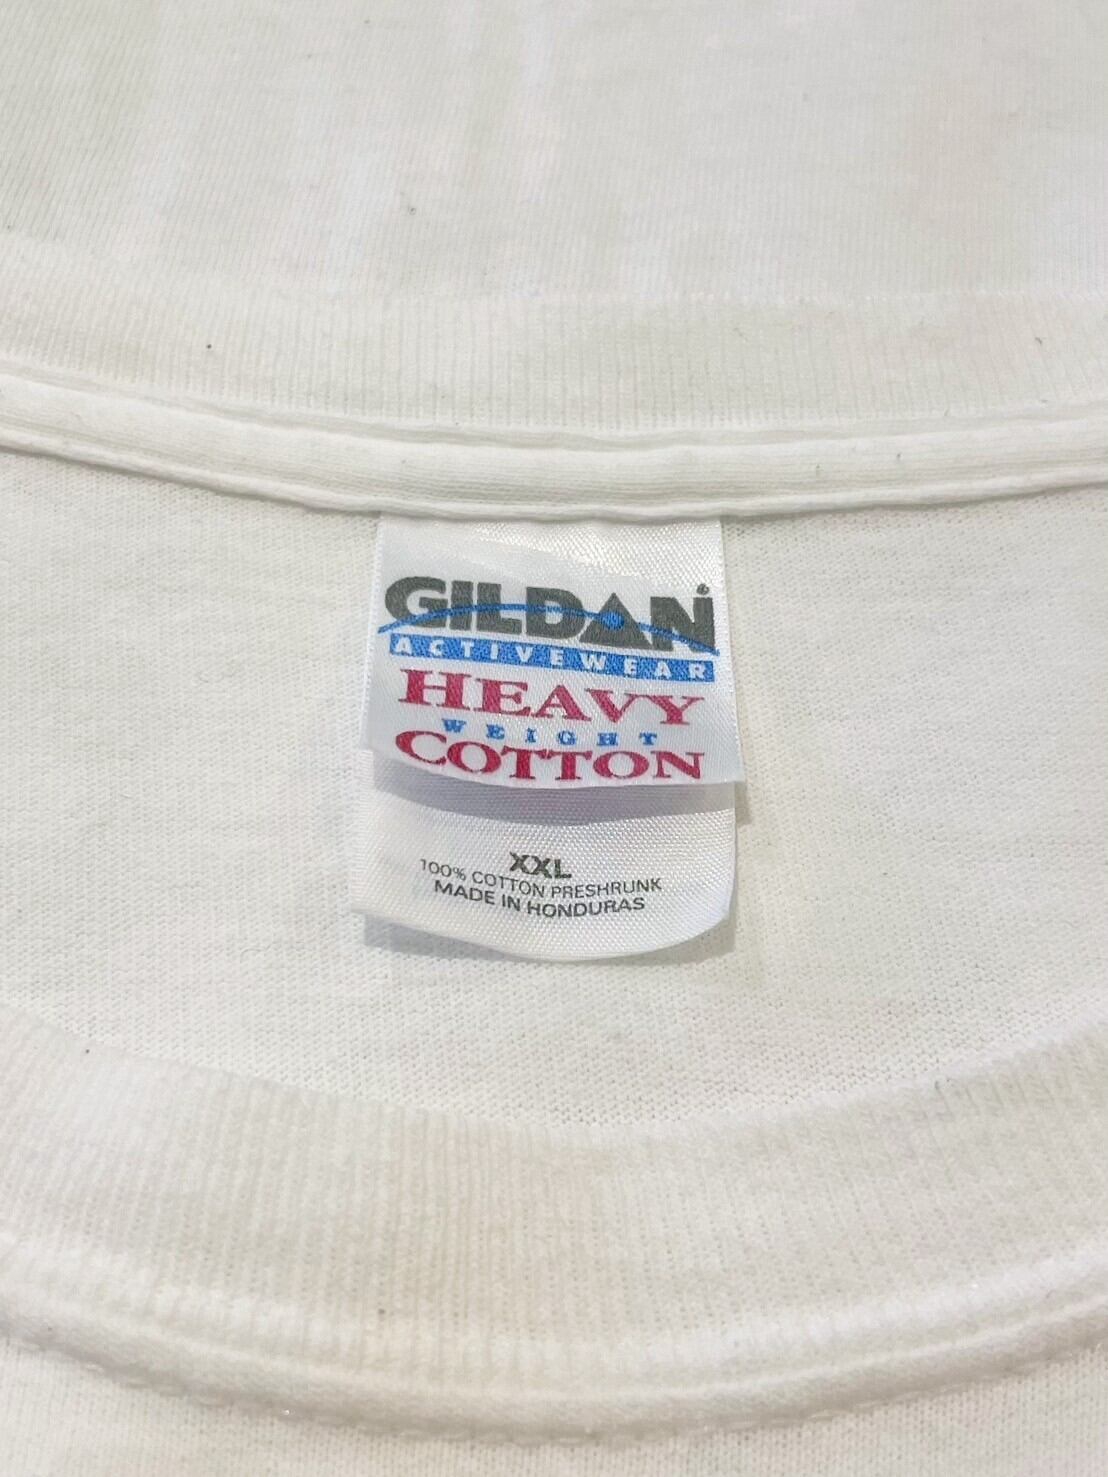 GILDAN®
ACTIVEWEAR
HEAVY
WEIGHT
COTTON
XXL
100% COTTON PRESHRUNK
MADE IN HONDURAS